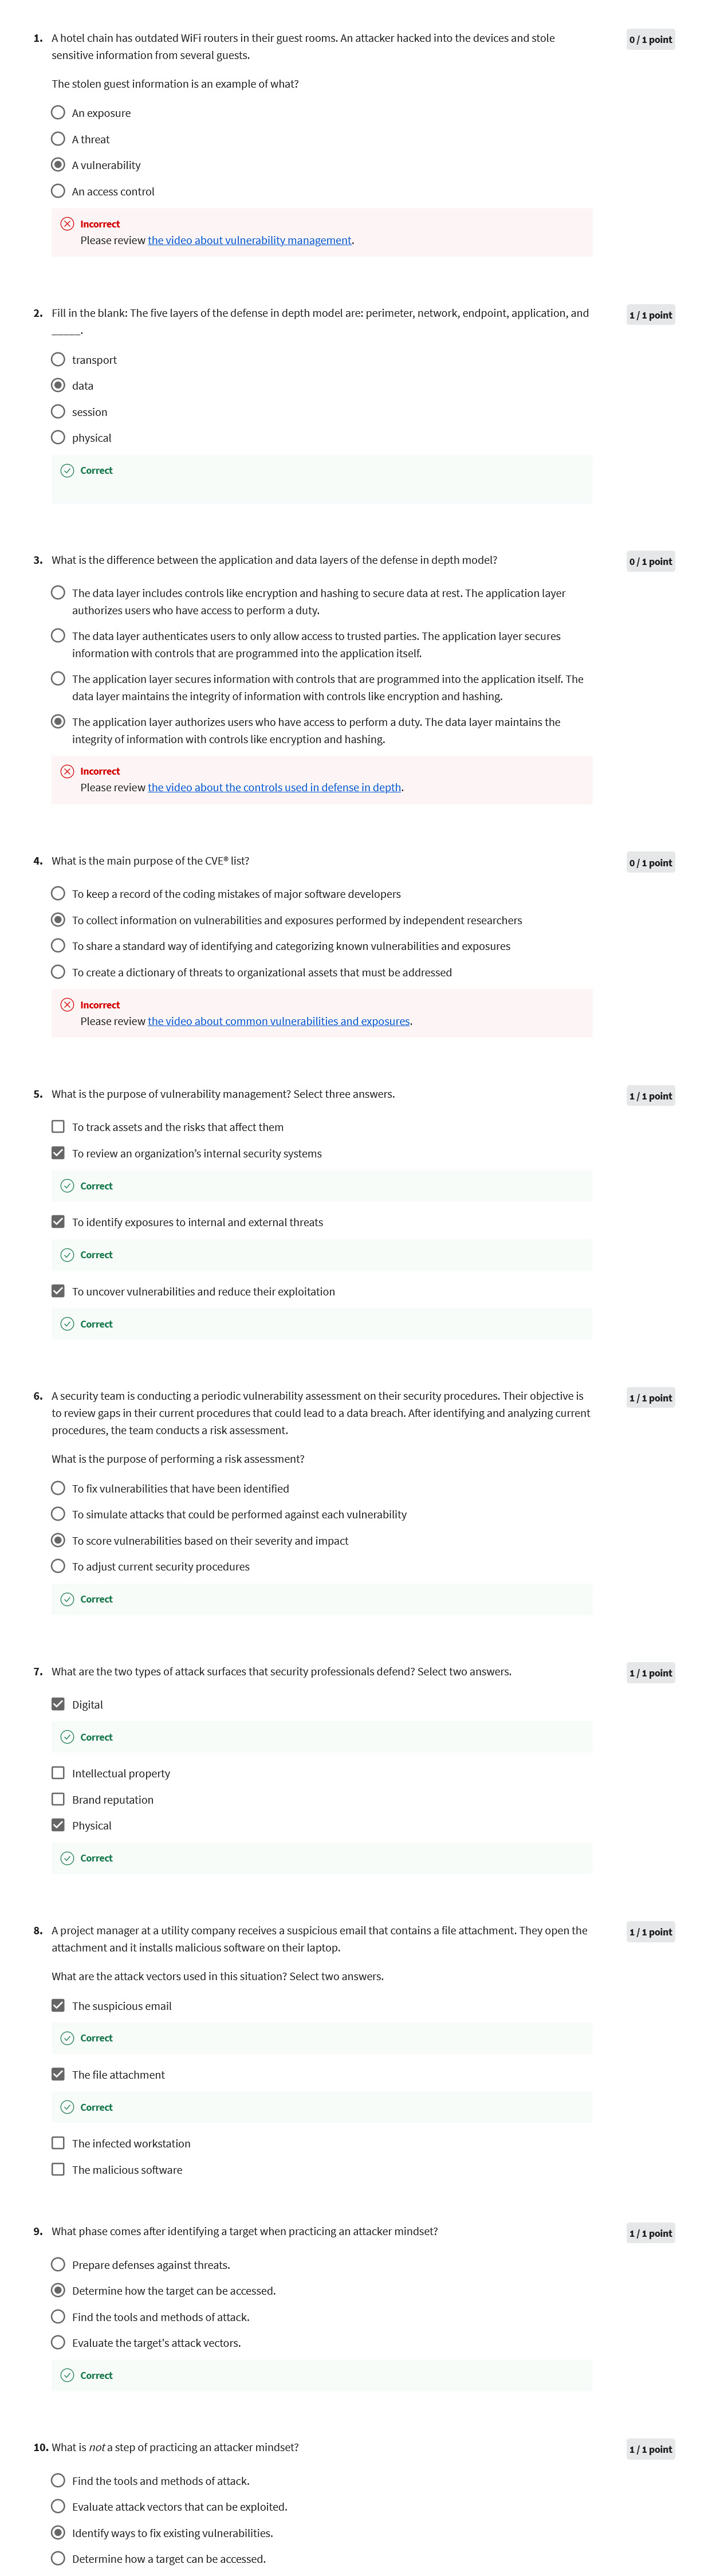 1. A hotel chain has outdated WiFi routers in their guest rooms. An attacker hacked into the devices and stole
sensitive information from several guests.
0 / 1 point
The stolen guest information is an example of what?
An exposure
A threat
A vulnerability
An access control
Incorrect
Please review the video about vulnerability management.
2. Fill in the blank: The five layers of the defense in depth model are: perimeter, network, endpoint, application, and
_____.
1 / 1 point
transport
data
session
physical
Correct
3. What is the difference between the application and data layers of the defense in depth model?
0 / 1 point
The data layer includes controls like encryption and hashing to secure data at rest. The application layer
authorizes users who have access to perform a duty.
The data layer authenticates users to only allow access to trusted parties. The application layer secures
information with controls that are programmed into the application itself.
The application layer secures information with controls that are programmed into the application itself. The
data layer maintains the integrity of information with controls like encryption and hashing.
The application layer authorizes users who have access to perform a duty. The data layer maintains the
integrity of information with controls like encryption and hashing.
Incorrect
Please review the video about the controls used in defense in depth.
4. What is the main purpose of the CVE® list?
0 / 1 point
To keep a record of the coding mistakes of major software developers
To collect information on vulnerabilities and exposures performed by independent researchers
To share a standard way of identifying and categorizing known vulnerabilities and exposures
To create a dictionary of threats to organizational assets that must be addressed
Incorrect
Please review the video about common vulnerabilities and exposures.
5. What is the purpose of vulnerability management? Select three answers.
1 / 1 point
To track assets and the risks that affect them
To review an organization's internal security systems
Correct
To identify exposures to internal and external threats
Correct
To uncover vulnerabilities and reduce their exploitation
Correct
6. A security team is conducting a periodic vulnerability assessment on their security procedures. Their objective is
to review gaps in their current procedures that could lead to a data breach. After identifying and analyzing current
procedures, the team conducts a risk assessment.
1 / 1 point
What is the purpose of performing a risk assessment?
To fix vulnerabilities that have been identified
To simulate attacks that could be performed against each vulnerability
To score vulnerabilities based on their severity and impact
To adjust current security procedures
Correct
7. What are the two types of attack surfaces that security professionals defend? Select two answers.
1 / 1 point
Digital
Correct
Intellectual property
Brand reputation
Physical
Correct
8. A project manager at a utility company receives a suspicious email that contains a file attachment. They open the
attachment and it installs malicious software on their laptop.
1 / 1 point
What are the attack vectors used in this situation? Select two answers.
The suspicious email
Correct
The file attachment
Correct
The infected workstation
The malicious software
9. What phase comes after identifying a target when practicing an attacker mindset?
1 / 1 point
Prepare defenses against threats.
Determine how the target can be accessed.
Find the tools and methods of attack.
Evaluate the target's attack vectors.
Correct
10. What is not a step of practicing an attacker mindset?
1 / 1 point
Find the tools and methods of attack.
Evaluate attack vectors that can be exploited.
Identify ways to fix existing vulnerabilities.
Determine how a target can be accessed.